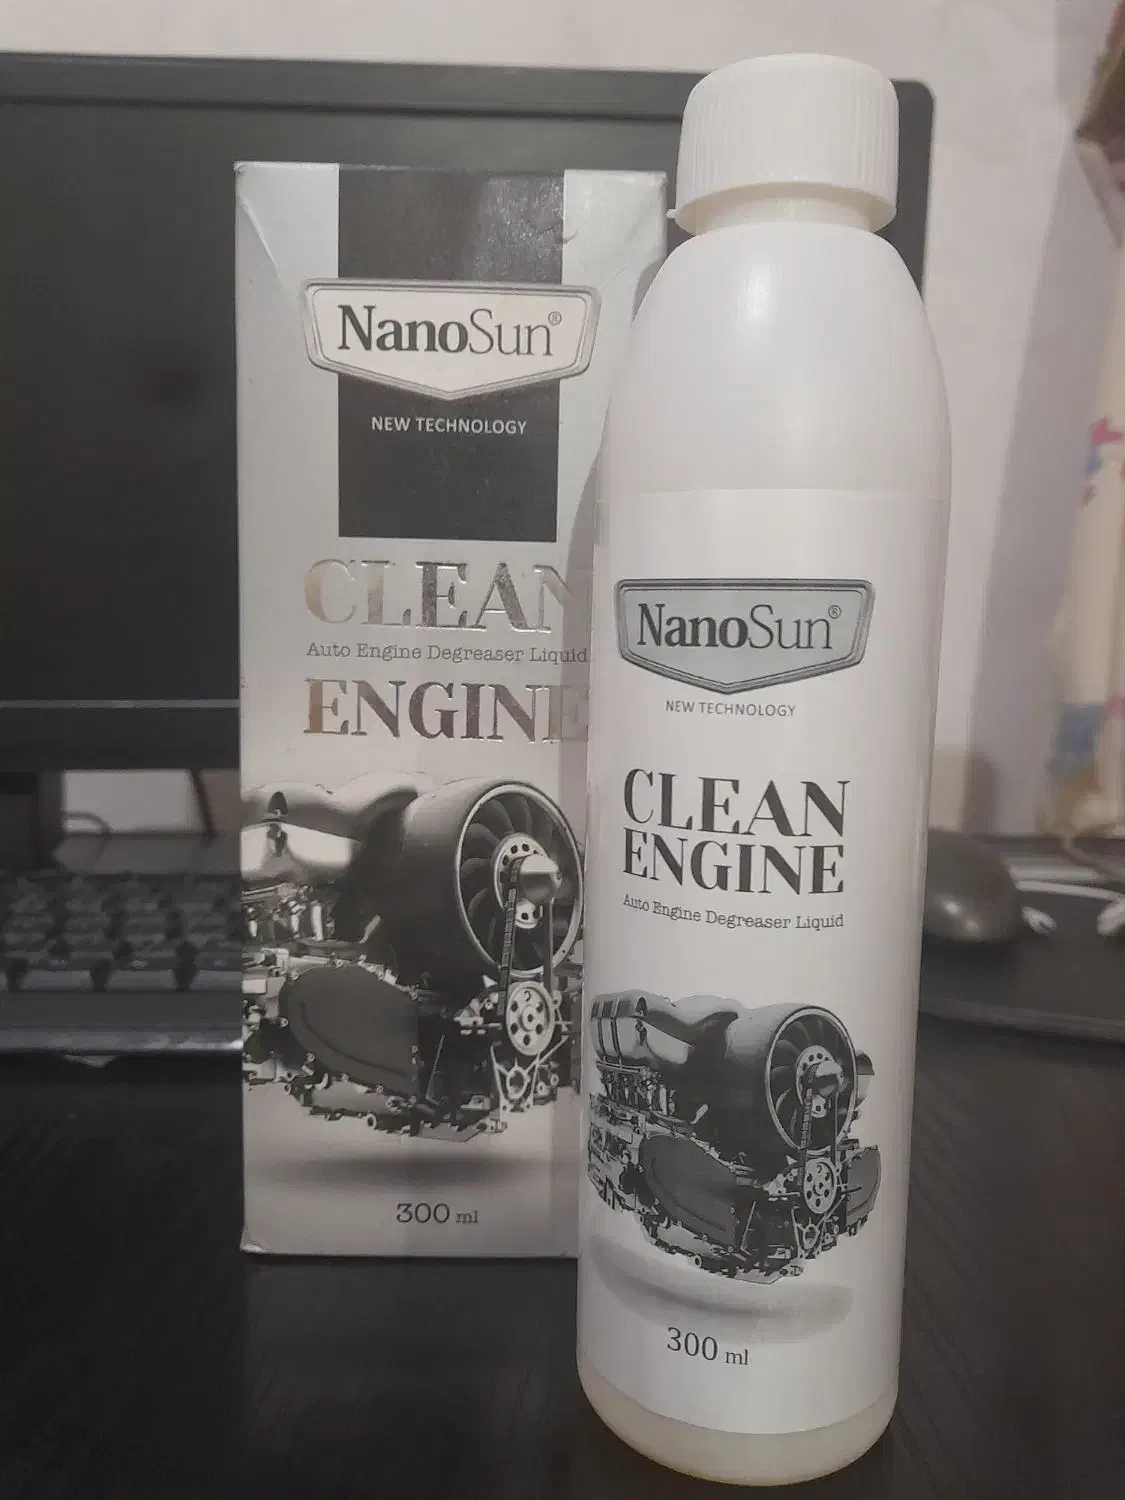 NanoSun®
NEW TECHNOLOGY
CLEAN
Auto Engine Degreaser Liquid
ENGINE
300 ml
NanoSun®
NEW TECHNOLOGY
CLEAN
ENGINE
Auto Engine Degreaser Liquid
300 ml